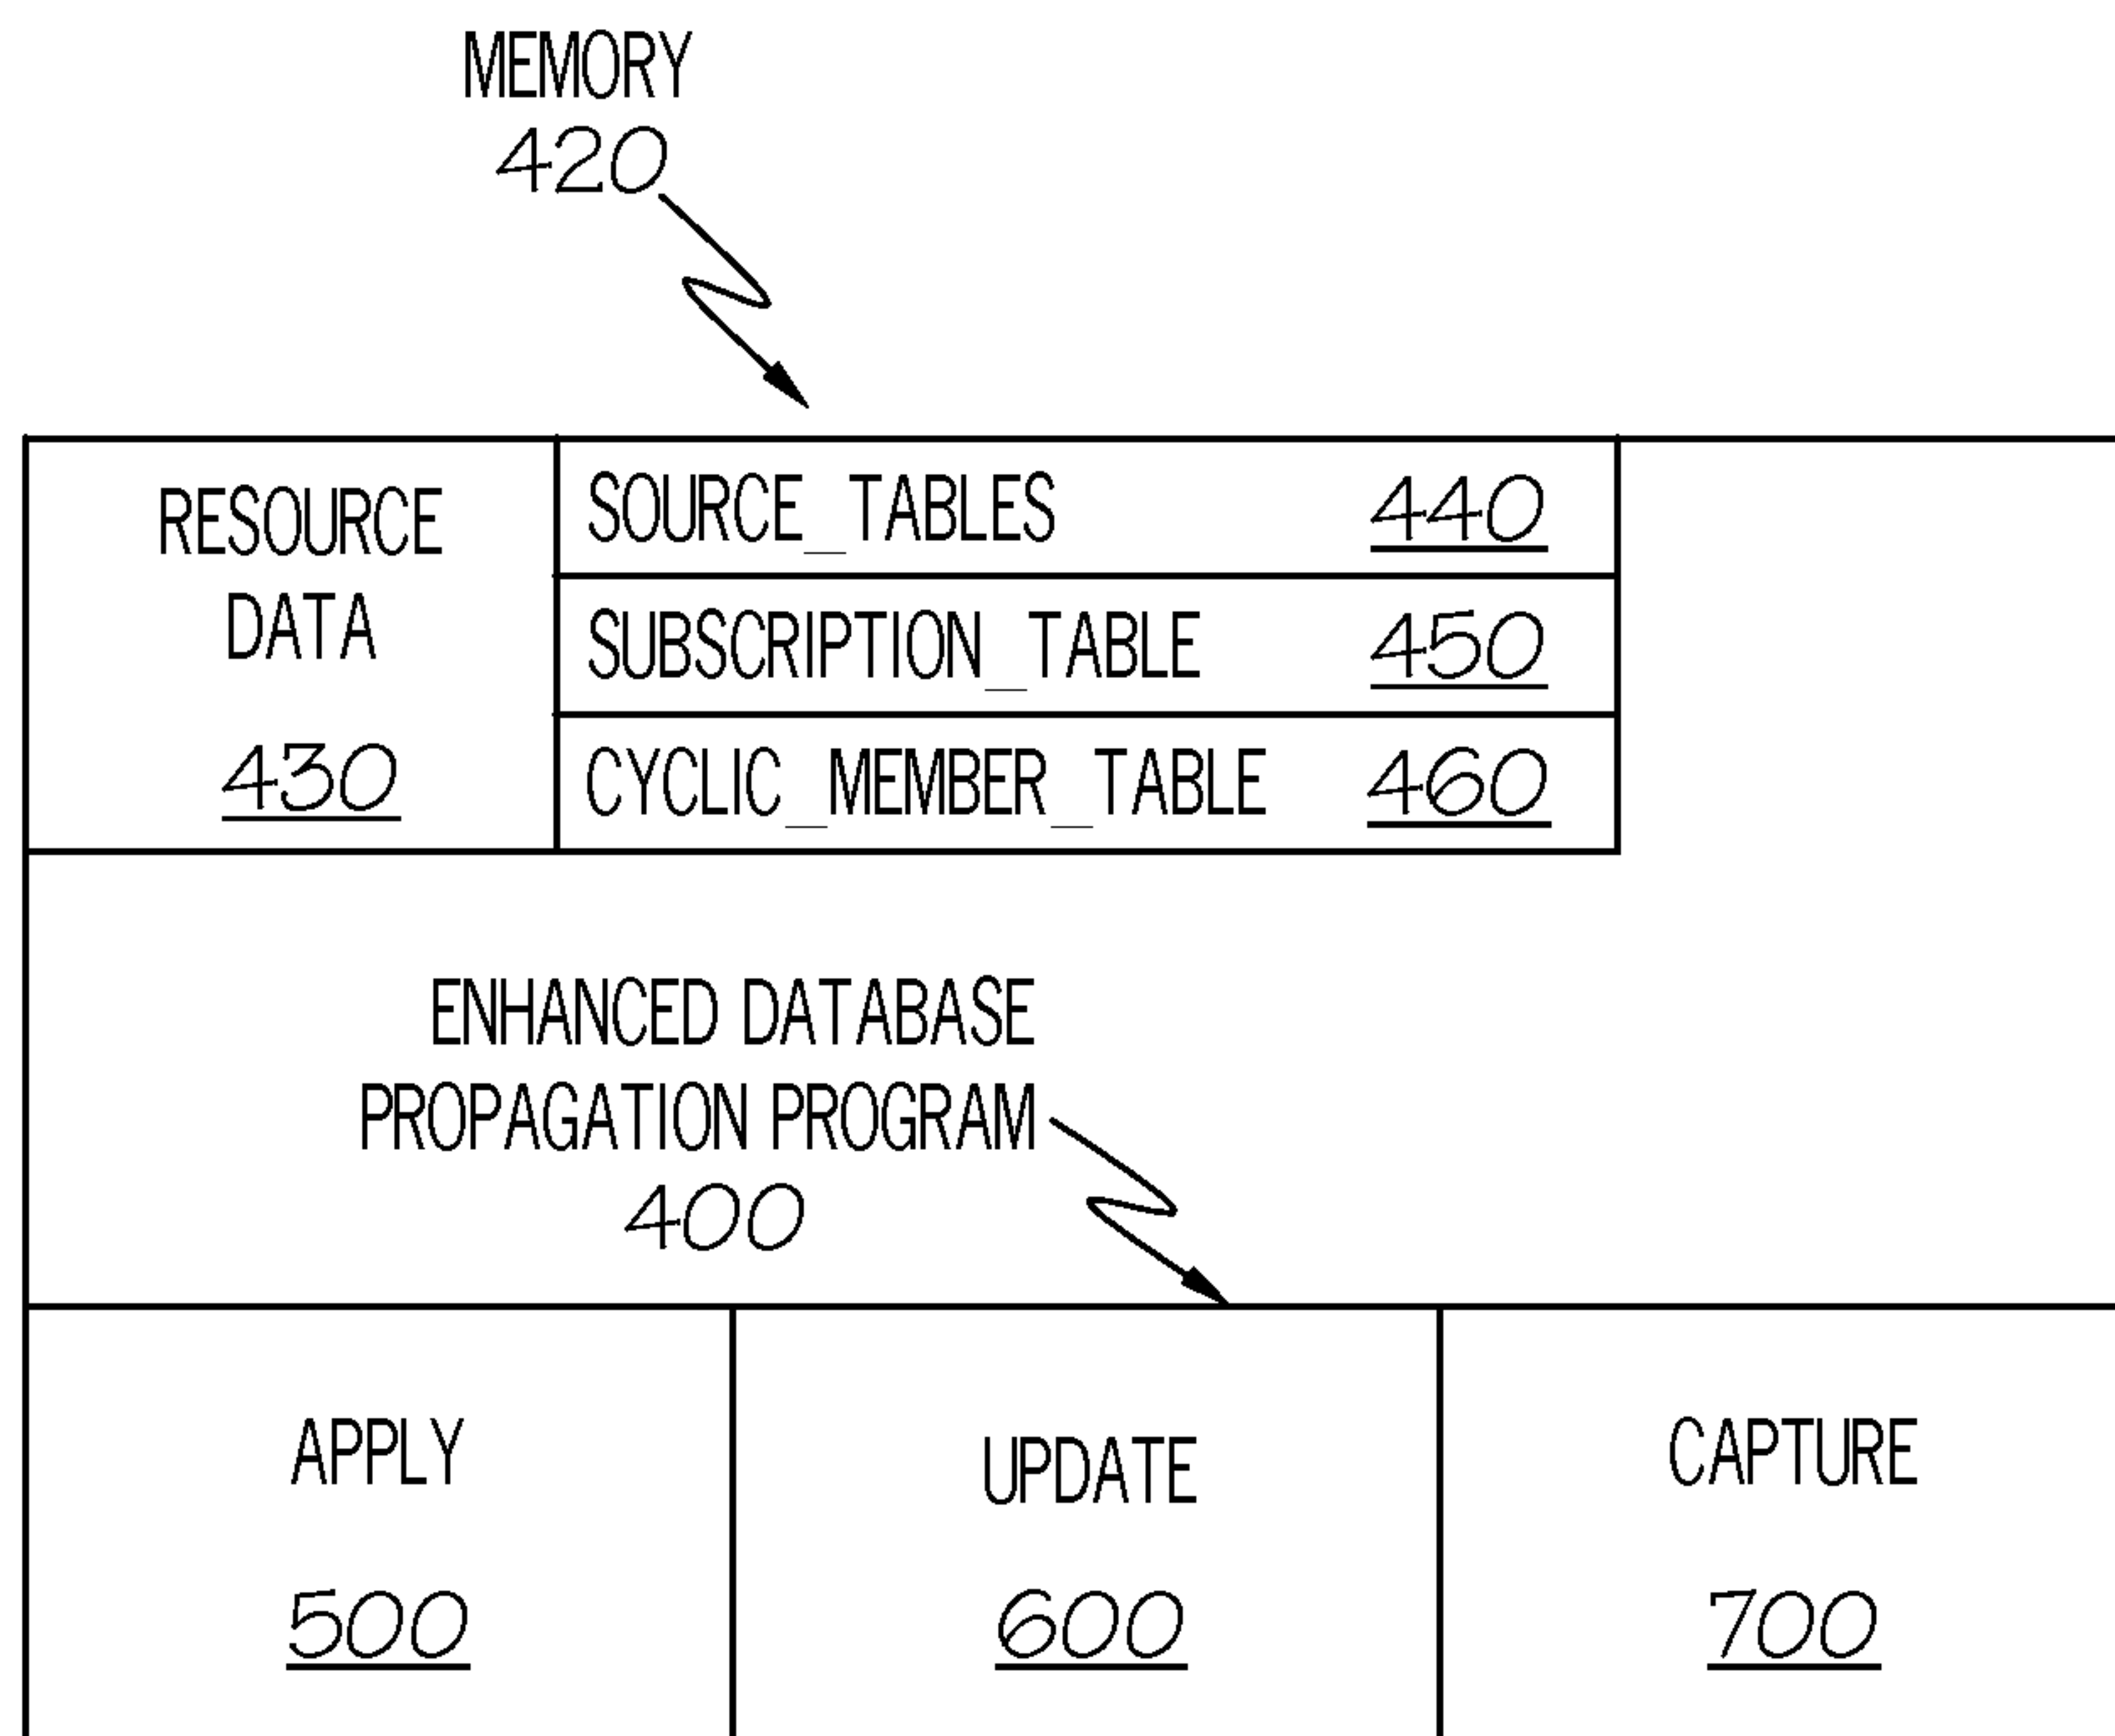 MEMORY
420
RESOURCE
DATA
430
SOURCE_TABLES 440
SUBSCRIPTION_TABLE 450
CYCLIC_MEMBER_TABLE 460
ENHANCED DATABASE
PROPAGATION PROGRAM
400
APPLY
500
UPDATE
600
CAPTURE
700